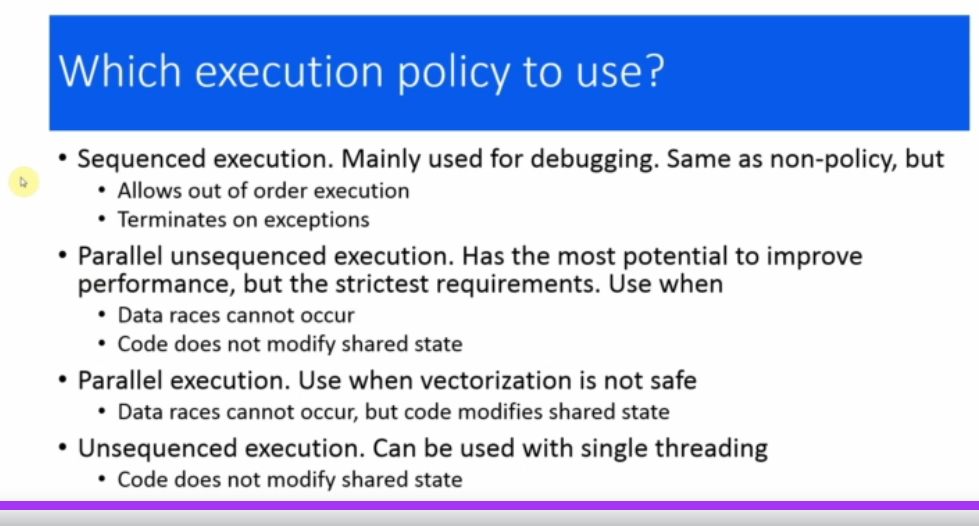 Which execution policy to use?
• Sequenced execution. Mainly used for debugging. Same as non-policy, but
• Allows out of order execution
• Terminates on exceptions
• Parallel unsequenced execution. Has the most potential to improve
performance, but the strictest requirements. Use when
• Data races cannot occur
• Code does not modify shared state
• Parallel execution. Use when vectorization is not safe
• Data races cannot occur, but code modifies shared state
• Unsequenced execution. Can be used with single threading
• Code does not modify shared state